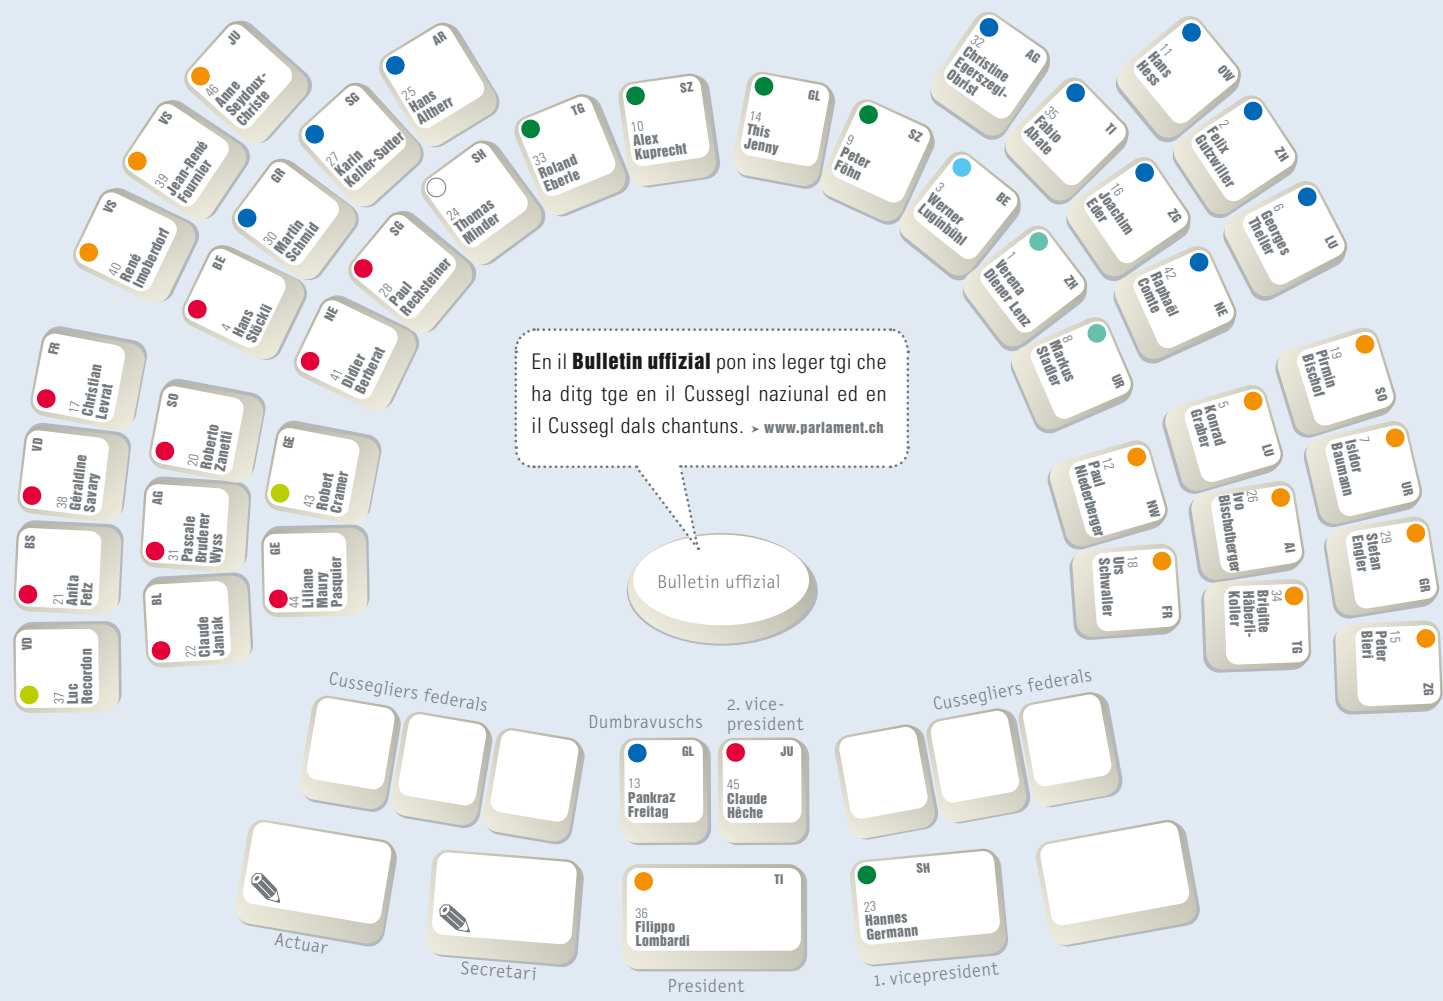 JU
46
Anne
Seydoux-
Christe
AR
25
Hans
Altherr
VS
39
Jean-René
Fournier
SG
27
Karin
Keller-Sutter
VS
40
René
Imoberdorf
GR
30
Martin
Schmid
SH
24
Thomas
Minder
TG
33
Roland
Eberle
SZ
10
Alex
Kuprecht
BE
4
Hans
Stöckli
SG
28
Paul
Rechsteiner
NE
41
Didier
Berberat
GL
14
This
Jenny
SZ
9
Peter
Föhn
AG
32
Christine
Egerszegi-
Obrist
OW
11
Hans
Hess
TI
35
Fabio
Abate
ZH
2
Felix
Gutzwiller
BE
3
Werner
Luginbühl
ZG
16
Joachim
Eder
LU
6
Georges
Theiler
ZH
1
Verena
Diener Lenz
NE
42
Raphaël
Comte
UR
8
Markus
Stadler
FR
17
Christian
Levrat
SO
20
Roberto
Zanetti
GE
43
Robert
Cramer
VD
38
Géraldine
Savary
AG
31
Pascale
Bruderer
Wyss
GE
44
Liliane
Maury
Pasquier
BS
21
Anita
Fetz
BL
22
Claude
Janiak
VD
37
Luc
Recordon
En il Bulletin uffizial pon ins leger tgi che
ha ditg tge en il Cussegl naziunal ed en
il Cussegl dals chantuns. ➤ www.parlament.ch
Bulletin uffizial
SO
19
Pirmin
Bischof
LU
5
Konrad
Graber
UR
7
Isidor
Baumann
NW
12
Paul
Niederberger
AI
26
Ivo
Bischofberger
GR
29
Stefan
Engler
FR
18
Urs
Schwaller
TG
34
Brigitte
Häberli-
Koller
ZG
15
Peter
Bieri
Cussegliers federals
Dumbravuschs
2. vice-
president
Cussegliers federals
GL
13
Pankraz
Freitag
JU
45
Claude
Hêche
TI
36
Filippo
Lombardi
SH
23
Hannes
Germann
Actuar
Secretari
President
1. vicepresident